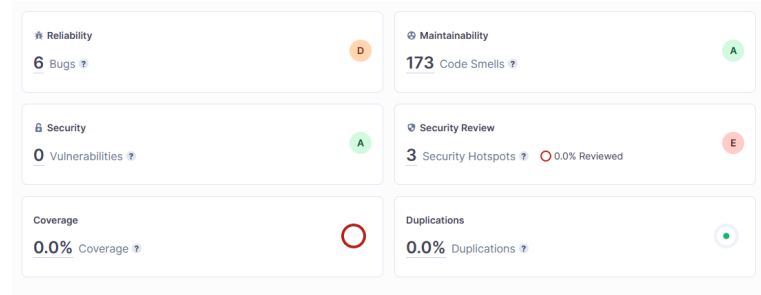 Reliability
6 Bugs ?
D
Maintainability
173 Code Smells ?
A
Security
0 Vulnerabilities ?
A
Security Review
3 Security Hotspots ? 0.0% Reviewed
E
Coverage
0.0% Coverage ?
Duplications
0.0% Duplications ?